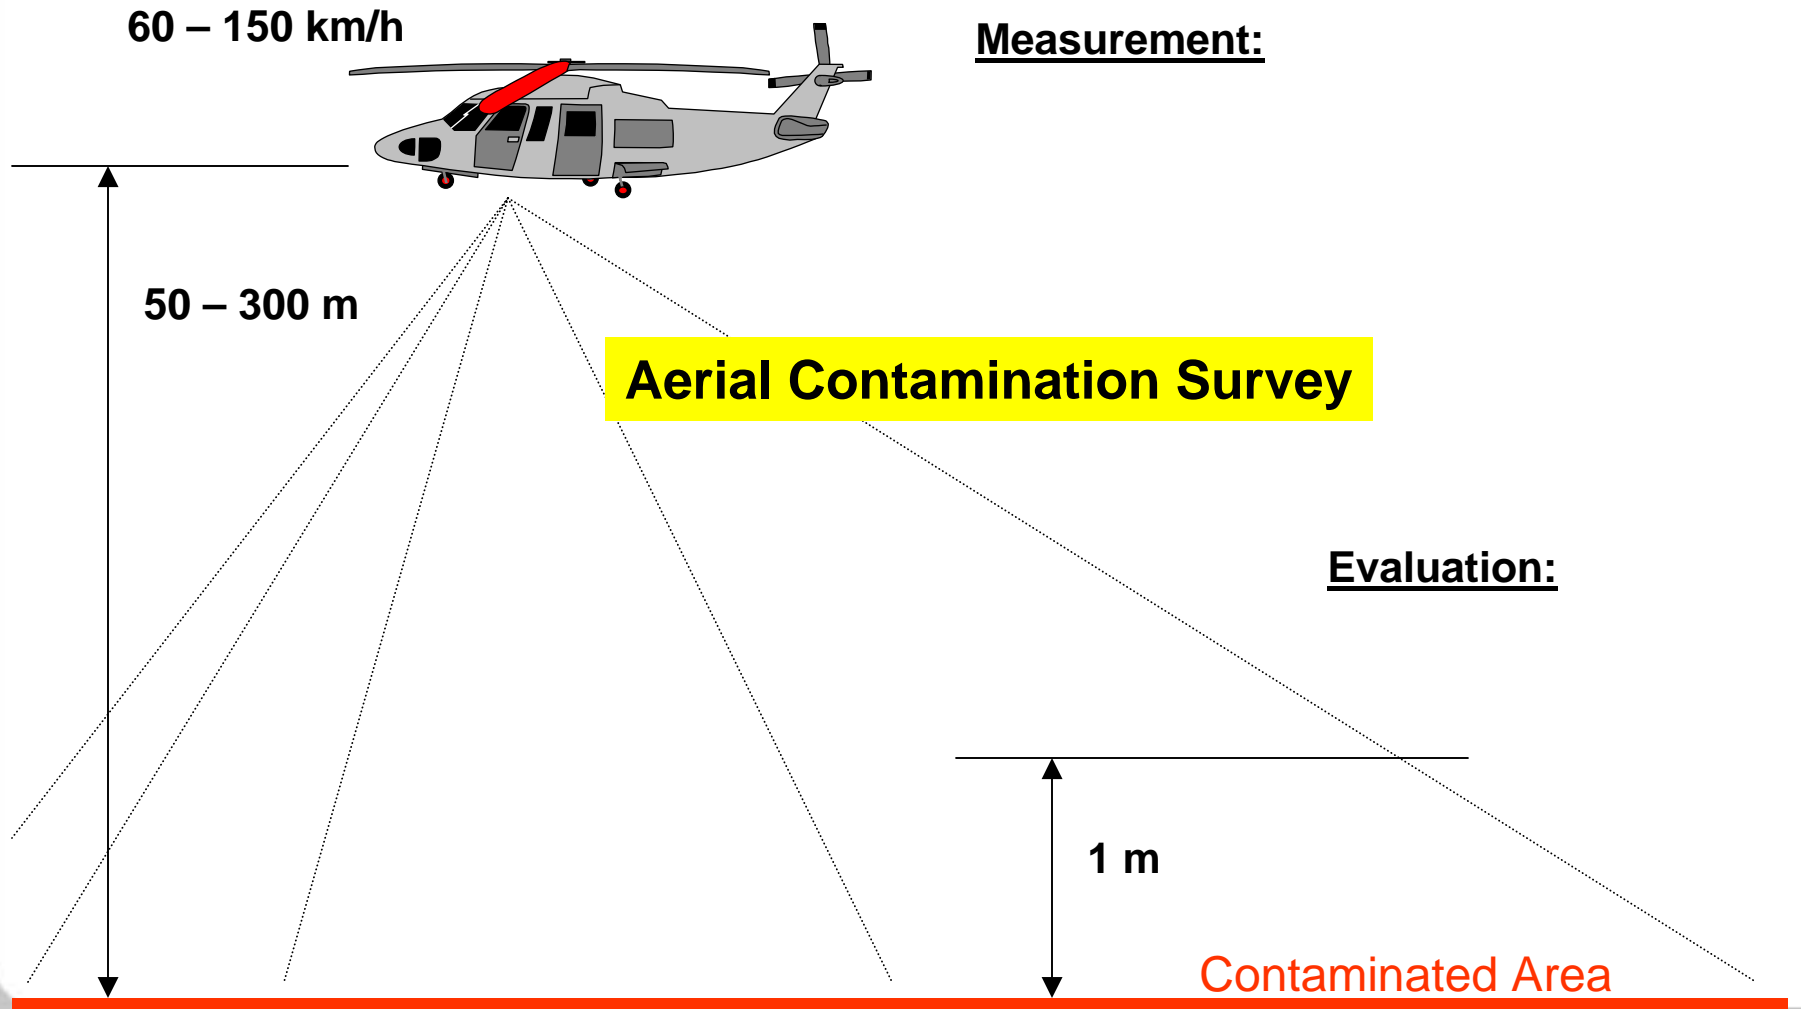 60 – 150 km/h
Measurement:
50 – 300 m
Aerial Contamination Survey
Evaluation:
1 m
Contaminated Area